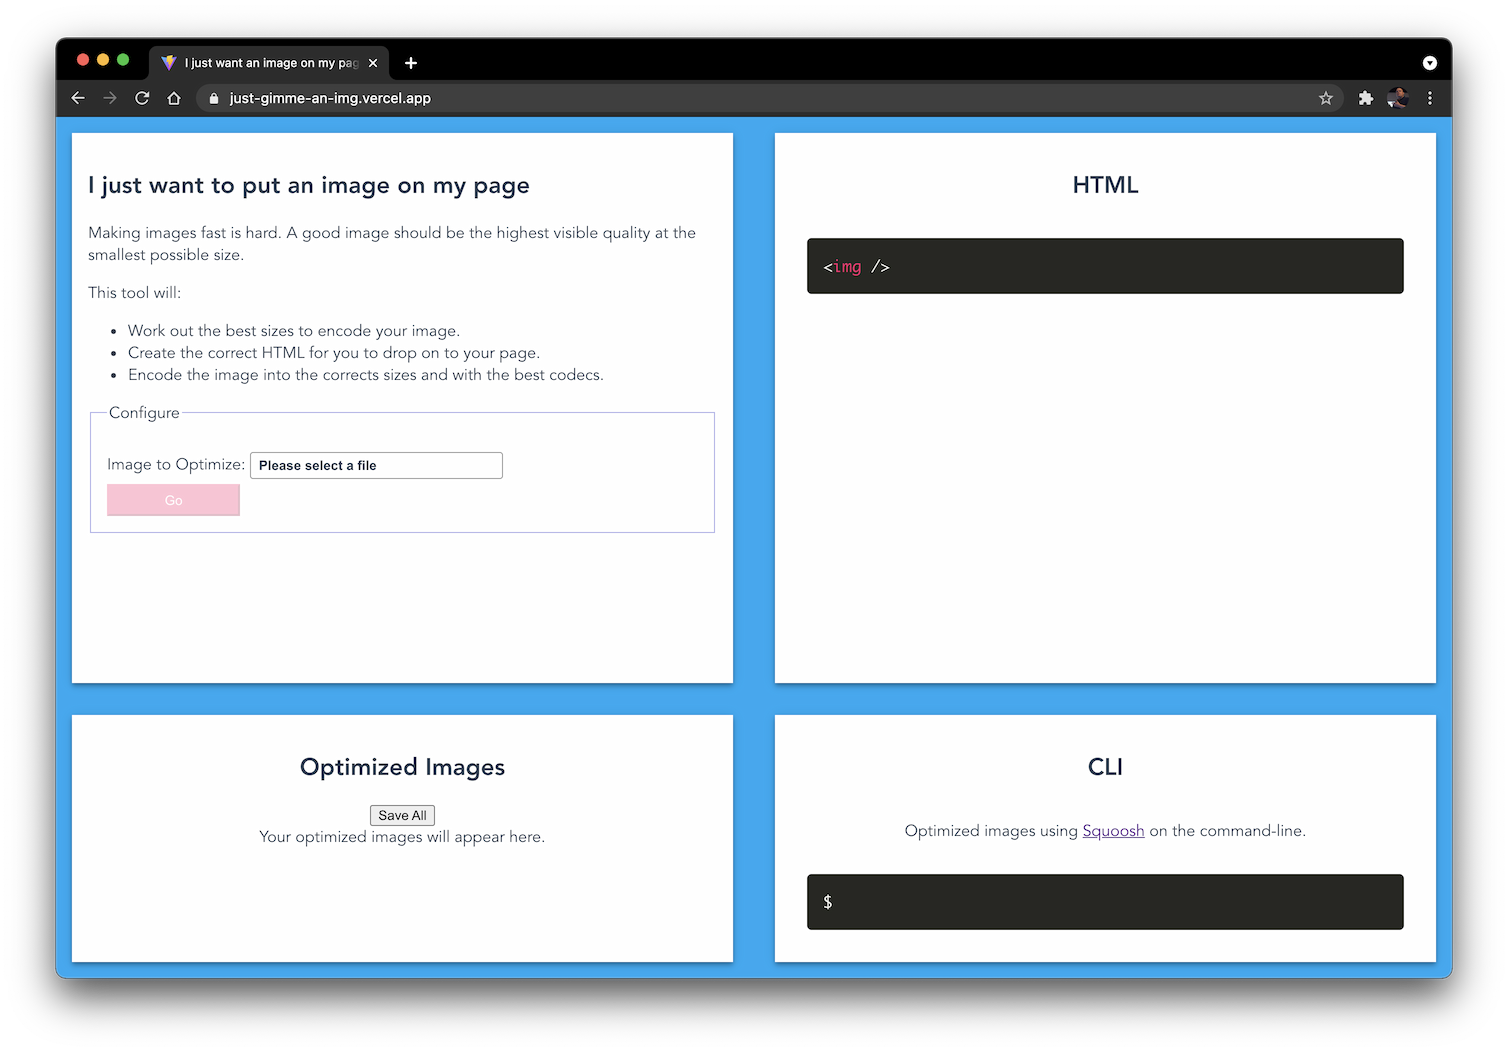 I just want an image on my pag
just-gimme-an-img.vercel.app
I just want to put an image on my page
Making images fast is hard. A good image should be the highest visible quality at the
smallest possible size.
This tool will:
Work out the best sizes to encode your image.
Create the correct HTML for you to drop on to your page.
Encode the image into the corrects sizes and with the best codecs.
Configure
Image to Optimize: Please select a file
Go
HTML
<img />
Optimized Images
Save All
Your optimized images will appear here.
CLI
Optimized images using Squoosh on the command-line.
$